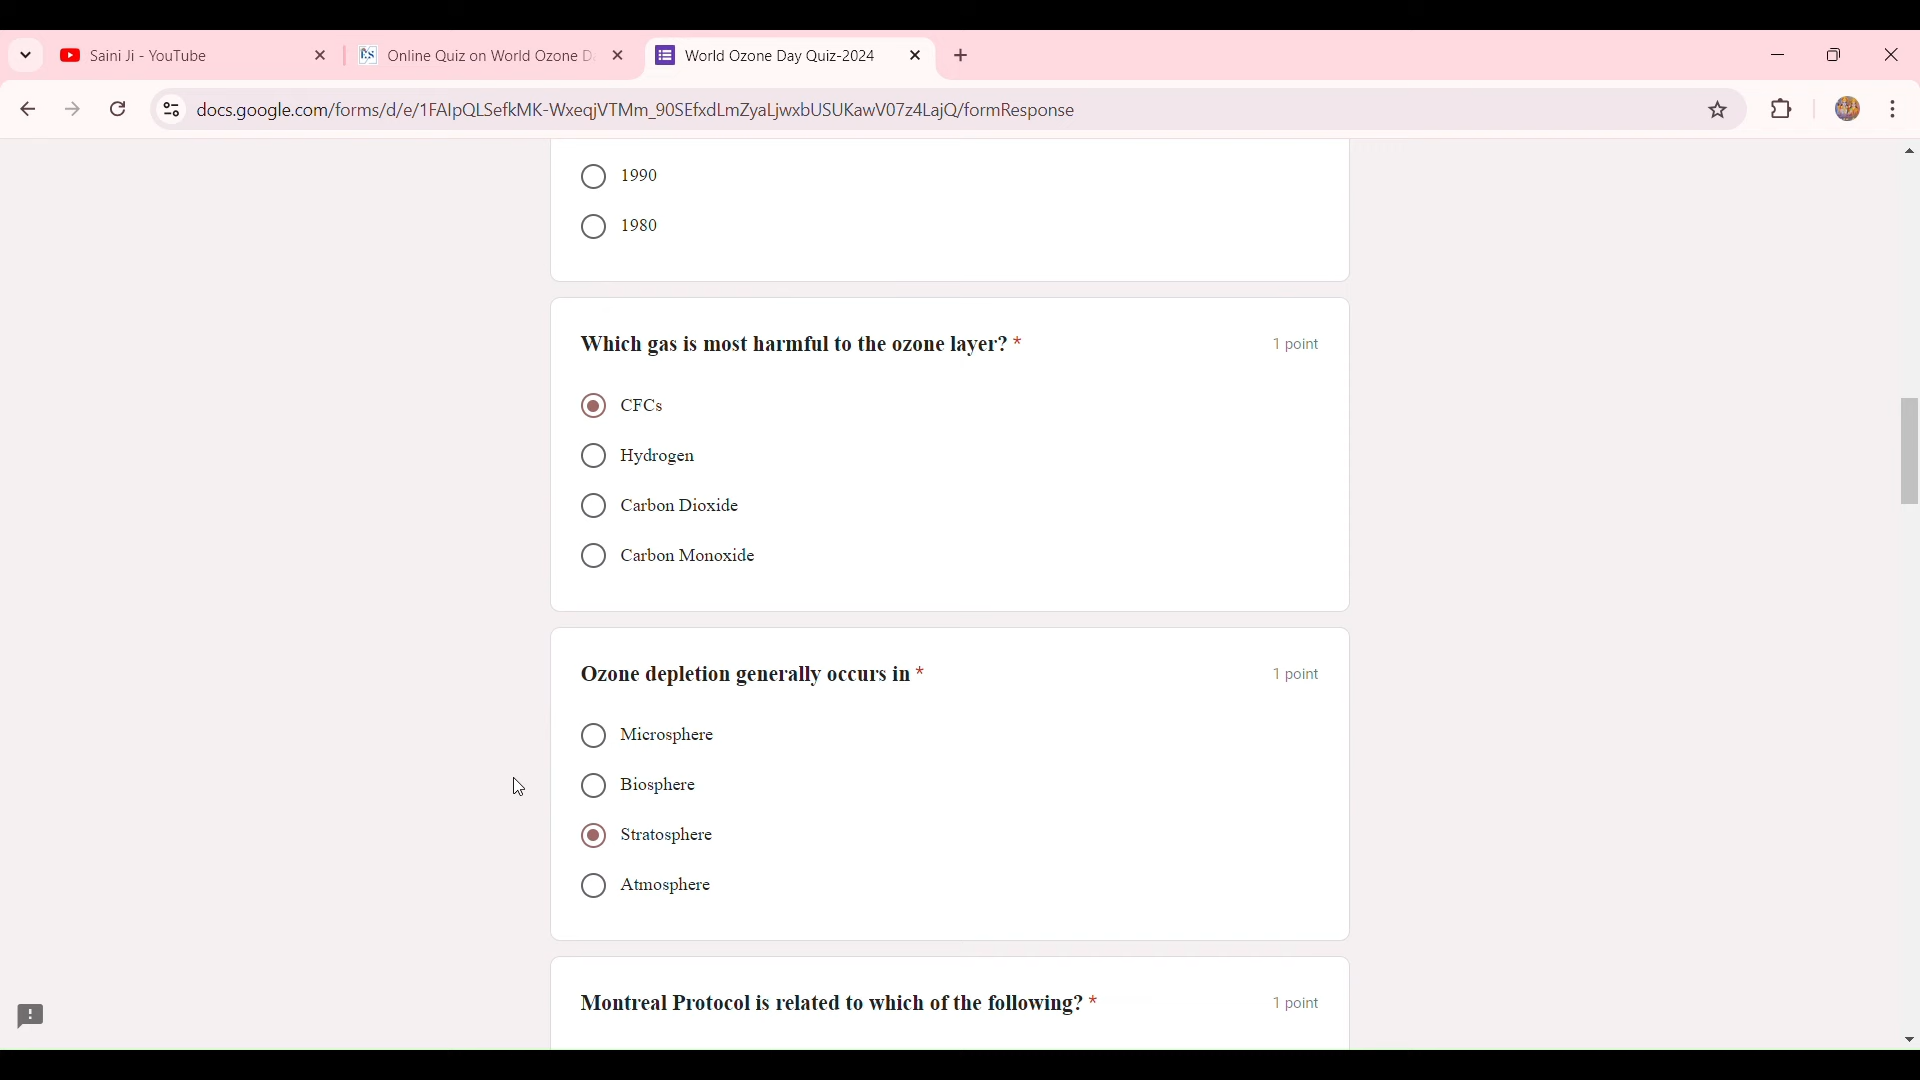 Saini Ji - YouTube
Online Quiz on World Ozone D
World Ozone Day Quiz-2024
docs.google.com/forms/d/e/1FAIpQLSefkMK-WxeqjVTMm_90SEfxdLmZyaLjwxbUSUKawV07z4LajQ/formResponse
1990
1980
Which gas is most harmful to the ozone layer? *
1 point
CFCs
Hydrogen
Carbon Dioxide
Carbon Monoxide
Ozone depletion generally occurs in *
1 point
Microsphere
Biosphere
Stratosphere
Atmosphere
Montreal Protocol is related to which of the following? *
1 point